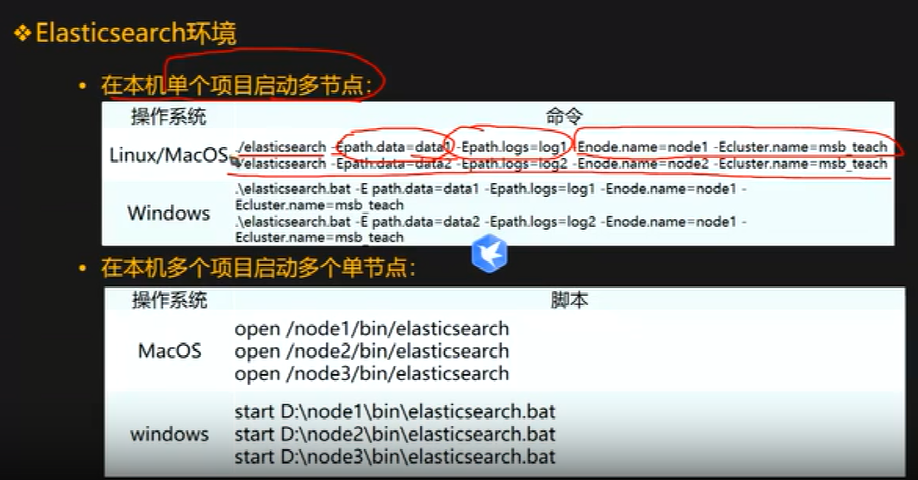 ❖Elasticsearch环境
• 在本机单个项目启动多节点:
操作系统 命令
Linux/MacOS
./elasticsearch -Epath.data=data1 -Epath.logs=log1 -Enode.name=node1 -Ecluster.name=msb_teach
./elasticsearch -Epath.data=data2 -Epath.logs=log2 -Enode.name=node2 -Ecluster.name=msb_teach
Windows
.\elasticsearch.bat -E path.data=data1 -Epath.logs=log1 -Enode.name=node1 -
Ecluster.name=msb_teach
.\elasticsearch.bat -E path.data=data2 -Epath.logs=log2 -Enode.name=node1 -
Ecluster.name=msb_teach
• 在本机多个项目启动多个单节点:
操作系统 脚本
MacOS
open /node1/bin/elasticsearch
open /node2/bin/elasticsearch
open /node3/bin/elasticsearch
windows
start D:\node1\bin\elasticsearch.bat
start D:\node2\bin\elasticsearch.bat
start D:\node3\bin\elasticsearch.bat